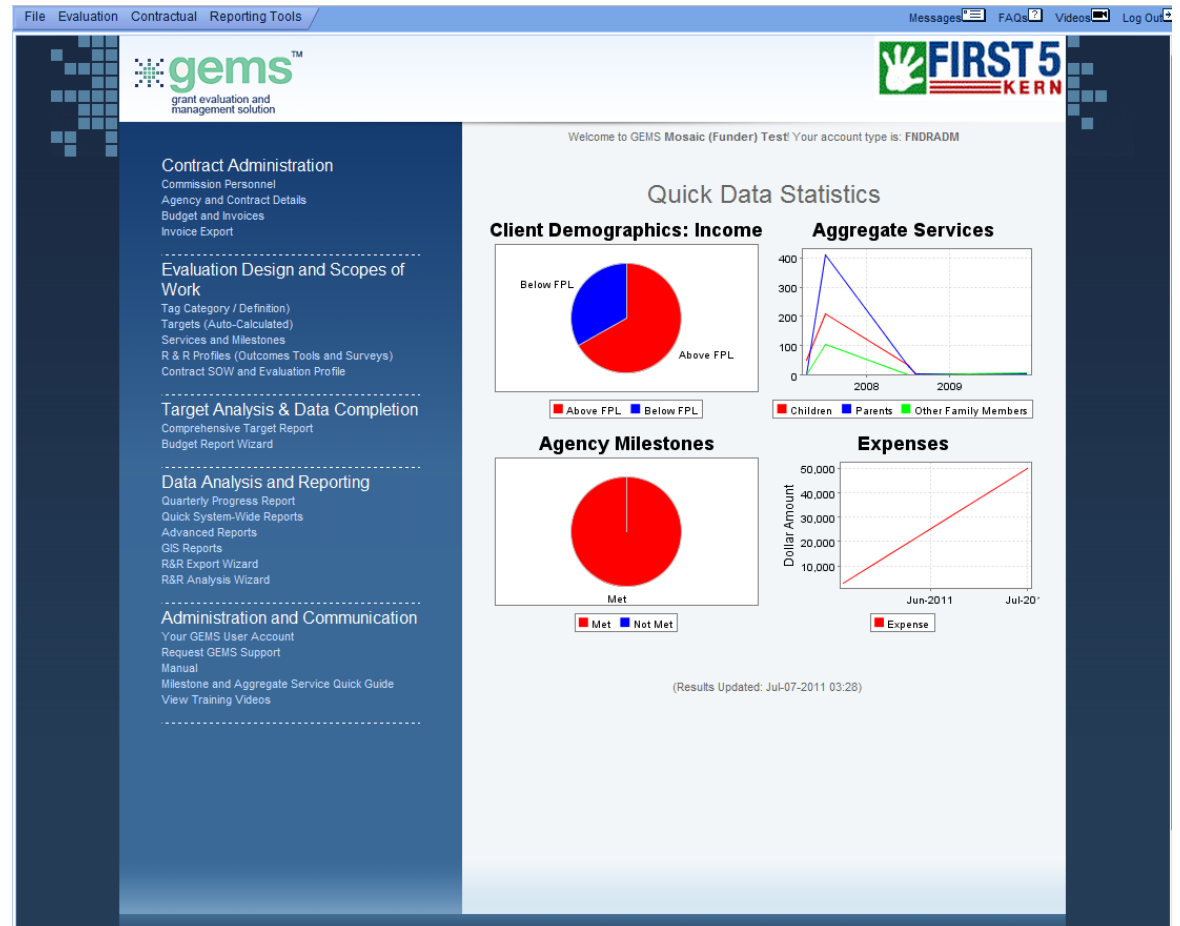 File Evaluation Contractual Reporting Tools
Messages FAQs? Videos Log Out
gems™
grant evaluation and
management solution
FIRST 5
KERN
Contract Administration
Commission Personnel
Agency and Contract Details
Budget and Invoices
Invoice Export
Evaluation Design and Scopes of
Work
Tag Category / Definition)
Targets (Auto-Calculated)
Services and Milestones
R & R Profiles (Outcomes Tools and Surveys)
Contract SOW and Evaluation Profile
Target Analysis & Data Completion
Comprehensive Target Report
Budget Report Wizard
Data Analysis and Reporting
Quarterly Progress Report
Quick System-Wide Reports
Advanced Reports
GIS Reports
R&R Export Wizard
R&R Analysis Wizard
Administration and Communication
Your GEMS User Account
Request GEMS Support
Manual
Milestone and Aggregate Service Quick Guide
View Training Videos
Welcome to GEMS Mosaic (Funder) Test! Your account type is: FNDRADM
Quick Data Statistics
Client Demographics: Income
Below FPL
Above FPL
Above FPL Below FPL
Aggregate Services
400
300
200
100
0
2008 2009
Children Parents Other Family Members
Agency Milestones
Met
Met Not Met
Expenses
Dollar Amount
50,000
40,000
30,000
20,000
10,000
Jun-2011 Jul-20
Expense
(Results Updated: Jul-07-2011 03:28)